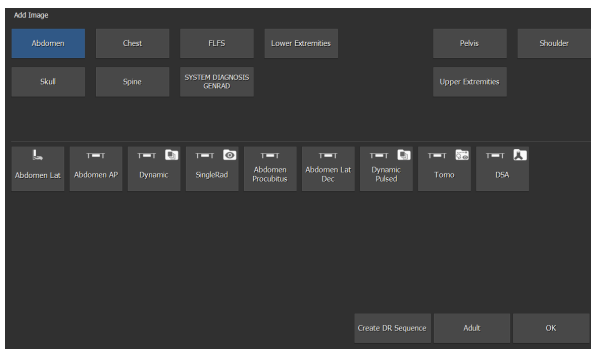 Add Image
Abdomen
Chest
FLFS
Lower Extremities
Pelvis
Shoulder
Skull
Spine
SYSTEM DIAGNOSIS
GENRAD
Upper Extremities
Abdomen Lat
Abdomen AP
Dynamic
SingleRad
Abdomen
Procubitus
Abdomen Lat
Dec
Dynamic
Pulsed
Tomo
DSA
Create DR Sequence
Adult
OK